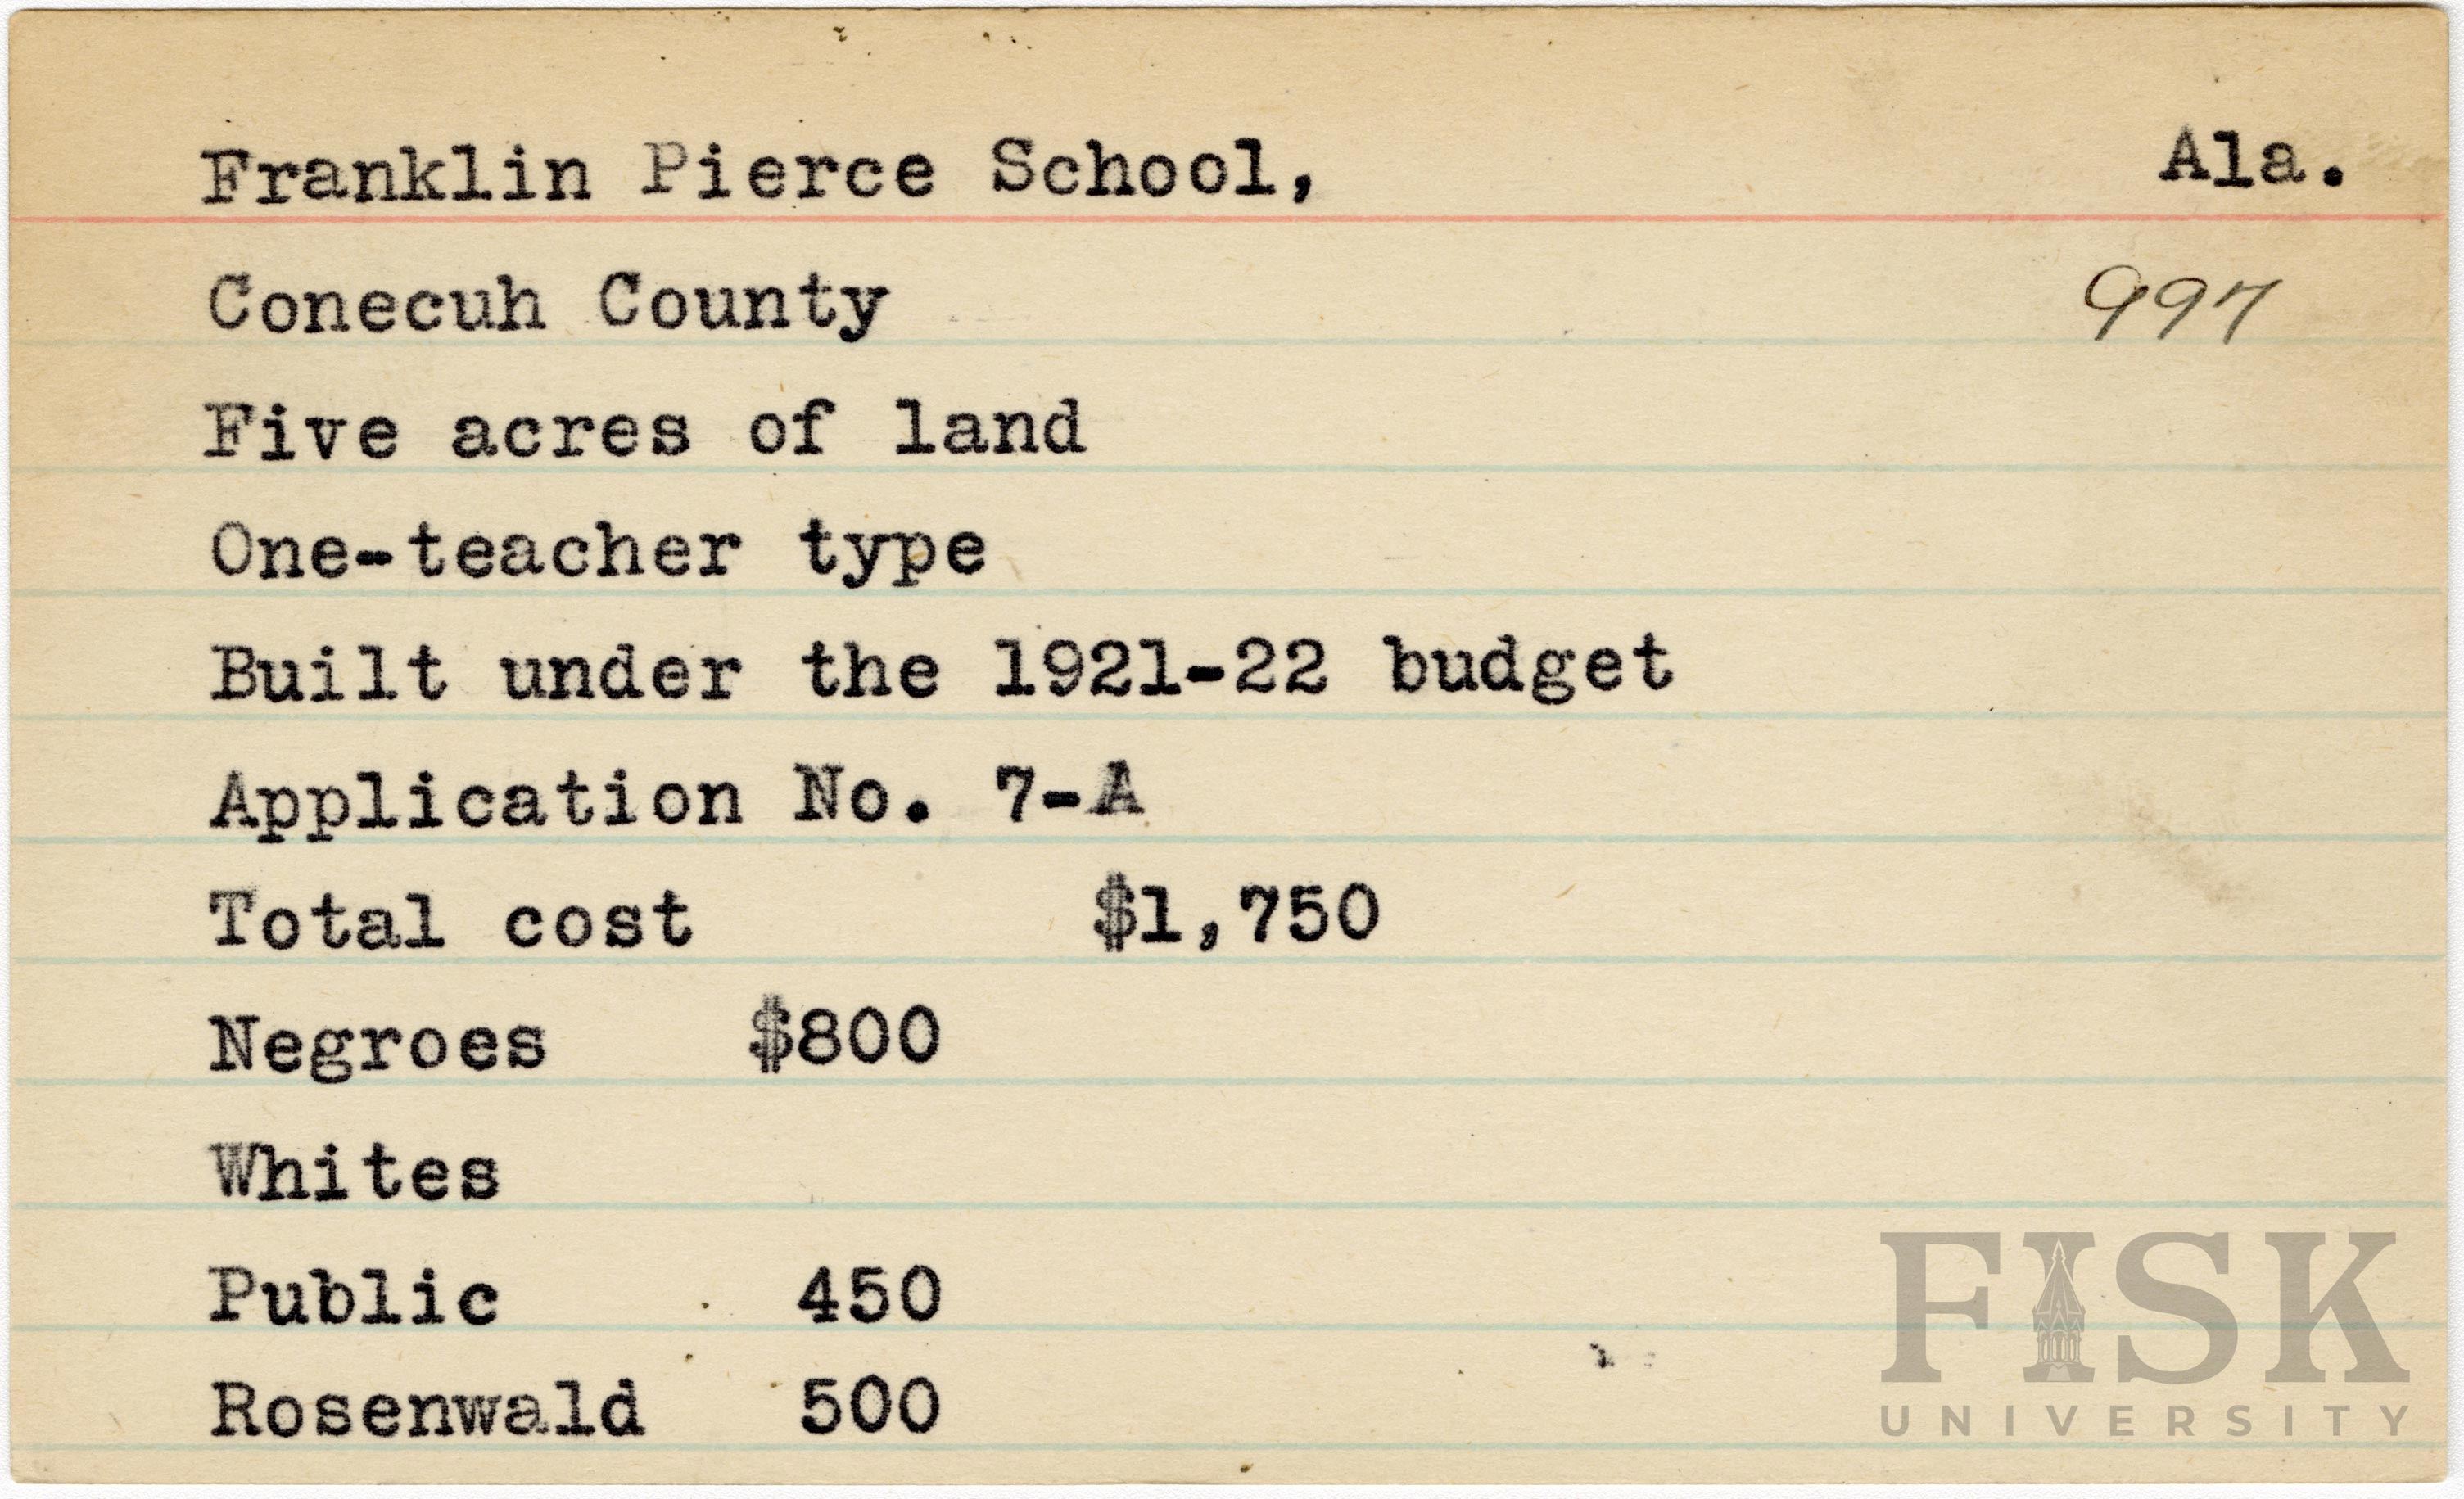 Franklin Pierce School, Ala.
Conecuh County 997
Five acres of land
One-teacher type
Built under the 1921-22 budget
Application No. 7-A
Total cost $1,750
Negroes $800
Whites
Public 450
Rosenwald 500
FISK
UNIVERSITY